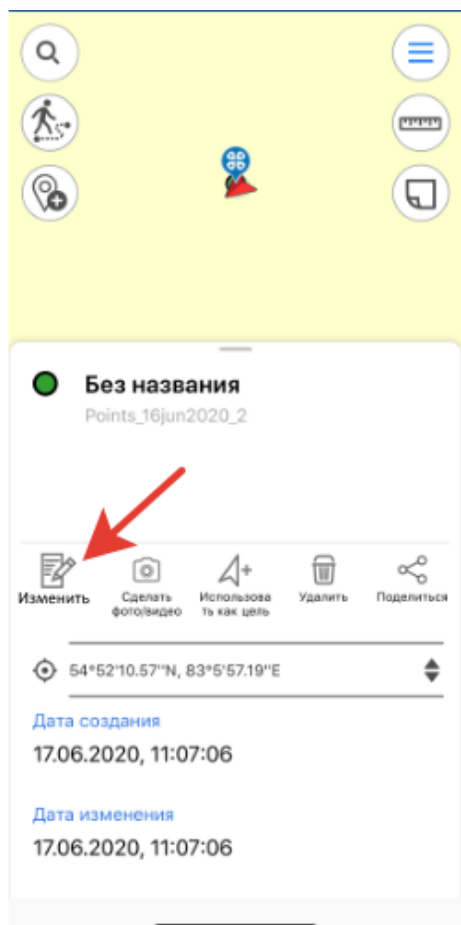 Без названия
Points_16jun2020_2
Изменить
Сделать
фото/видео
Использова
ть как цель
Удалить
Поделиться
54°52'10.57''N, 83°5'57.19''E
Дата создания
17.06.2020, 11:07:06
Дата изменения
17.06.2020, 11:07:06